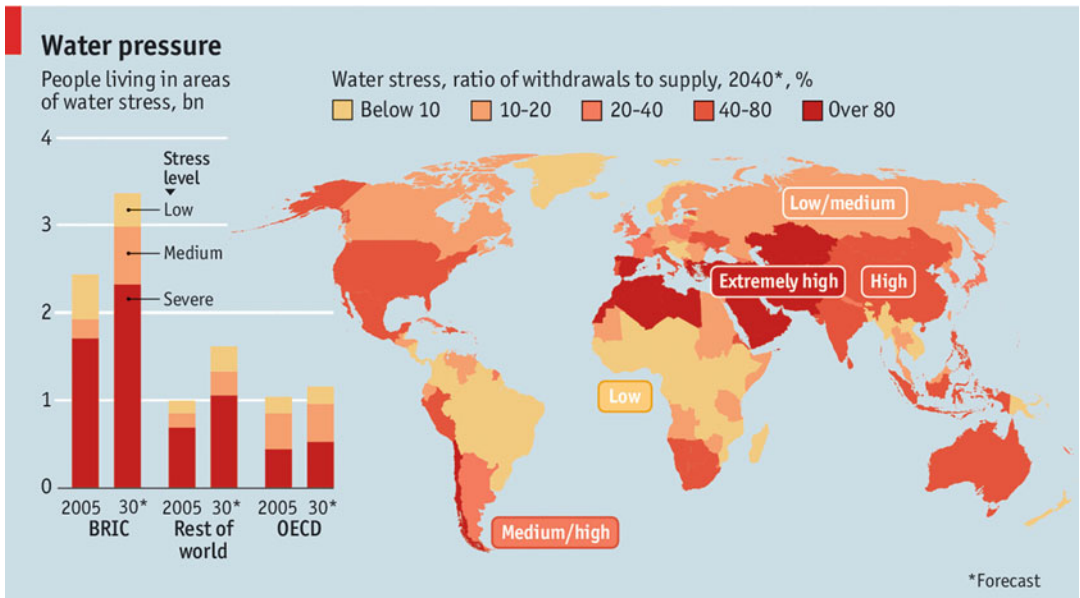 Water pressure
People living in areas
of water stress, bn
4
3
2
1
0
Stress
level
Low
Medium
Severe
2005
30*
BRIC
2005
30*
Rest of
world
2005
30*
OECD
Water stress, ratio of withdrawals to supply, 2040*, %
Below 10
10-20
20-40
40-80
Over 80
Low/medium
Extremely high
High
Low
Medium/high
*Forecast